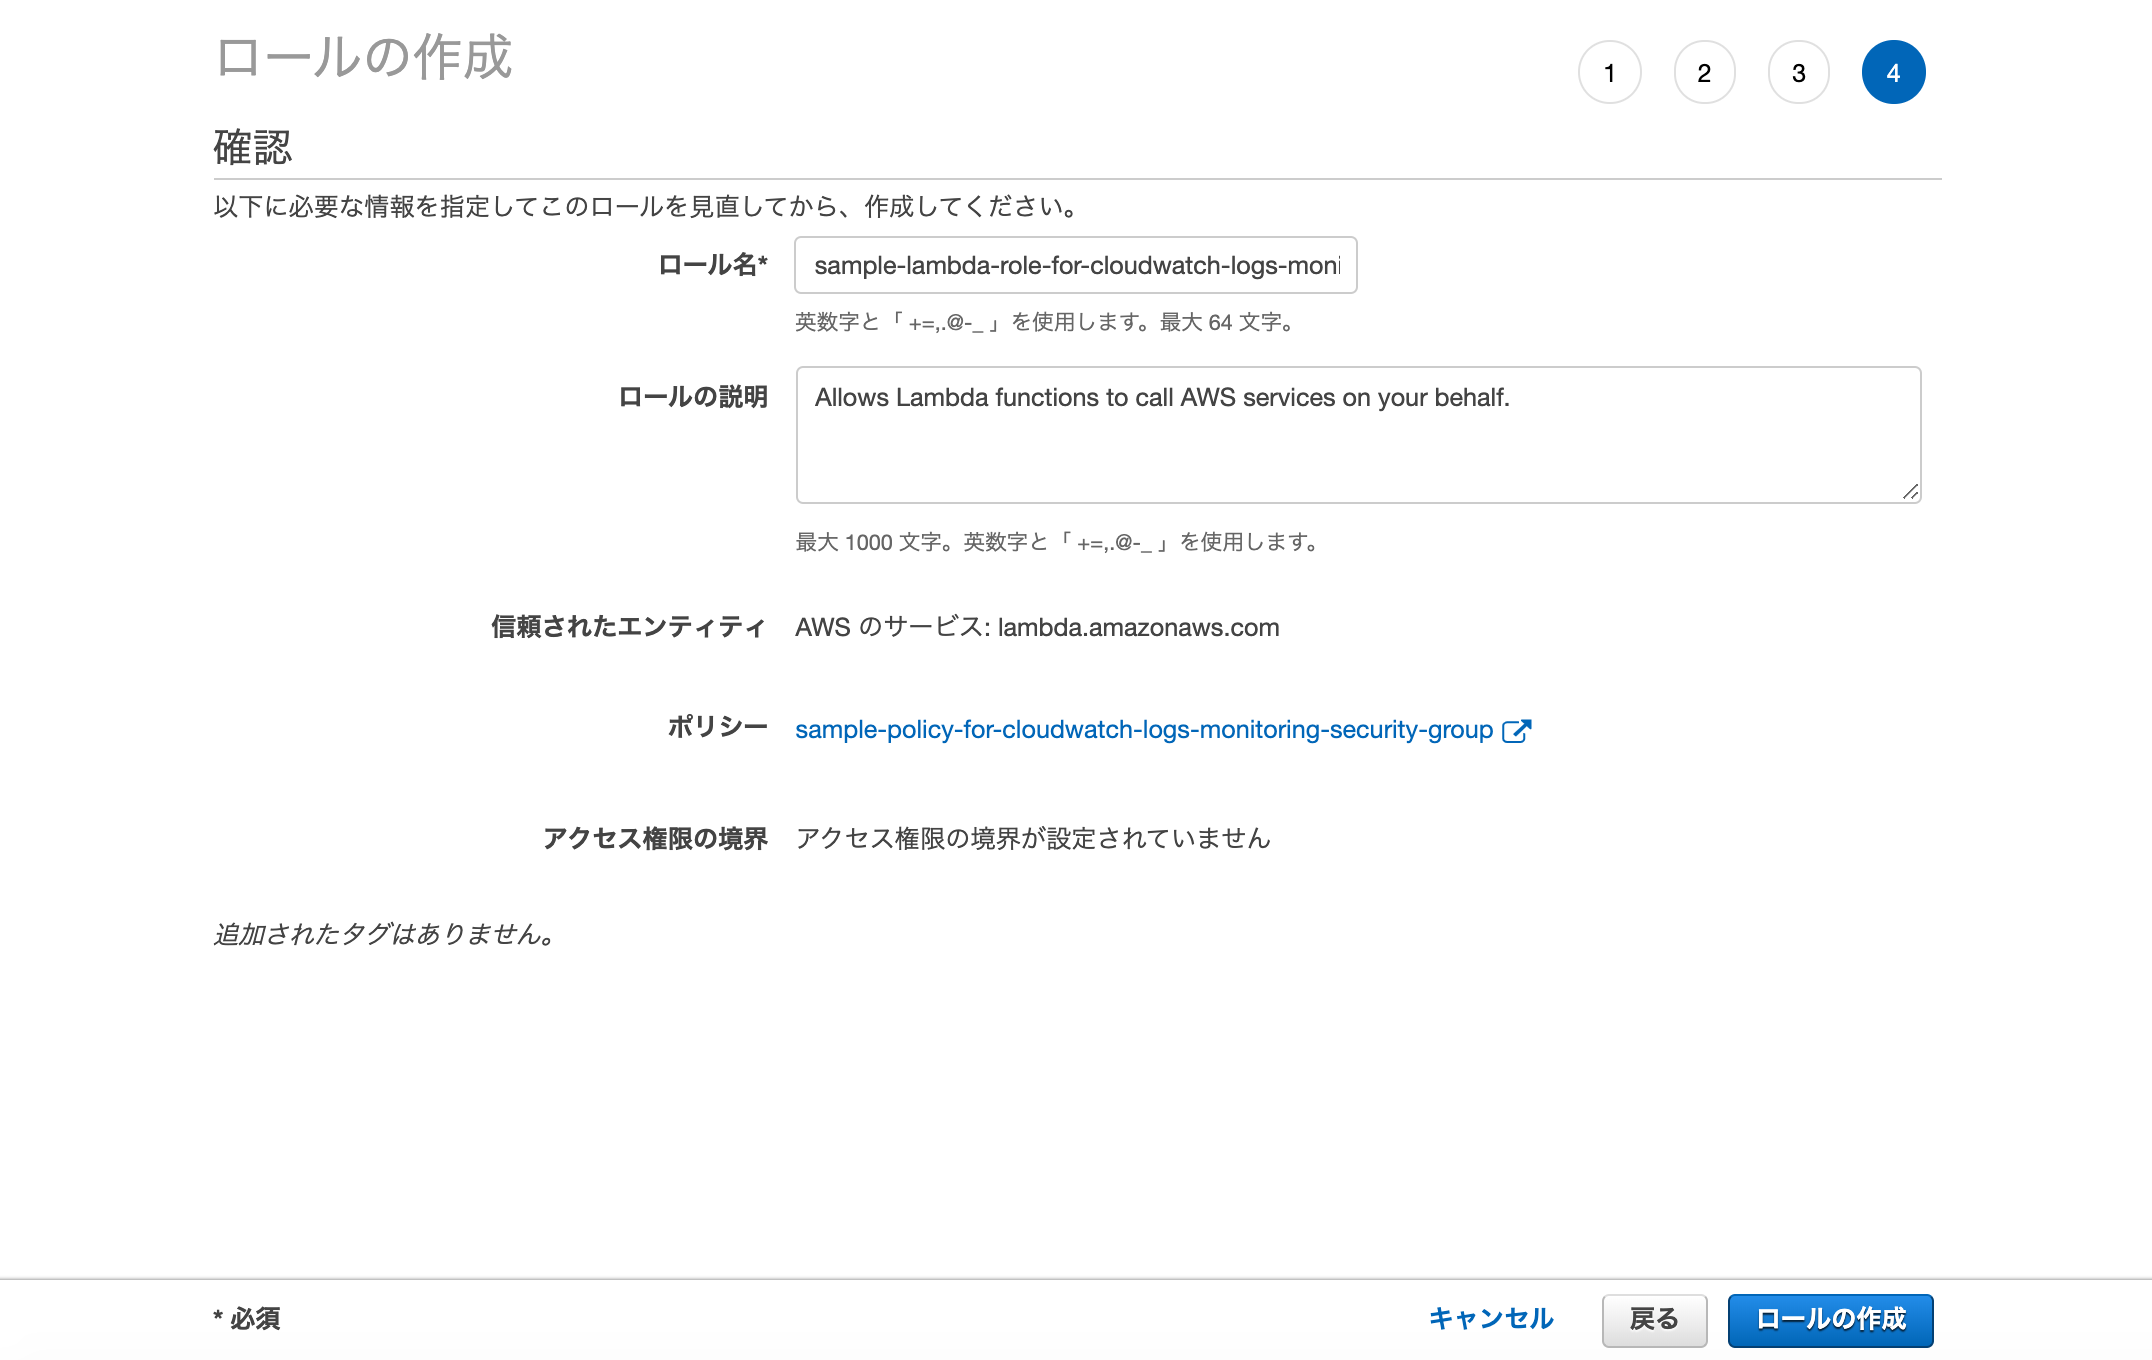 ロールの作成
1 2 3 4
確認
以下に必要な情報を指定してこのロールを見直してから、作成してください。
ロール名* sample-lambda-role-for-cloudwatch-logs-moni
英数字と「 +=,.@-_ 」を使用します。最大 64 文字。
ロールの説明 Allows Lambda functions to call AWS services on your behalf.
最大 1000 文字。英数字と「 +=,.@-_ 」を使用します。
信頼されたエンティティ AWS のサービス: lambda.amazonaws.com
ポリシー sample-policy-for-cloudwatch-logs-monitoring-security-group
アクセス権限の境界 アクセス権限の境界が設定されていません
追加されたタグはありません。
* 必須 キャンセル 戻る ロールの作成